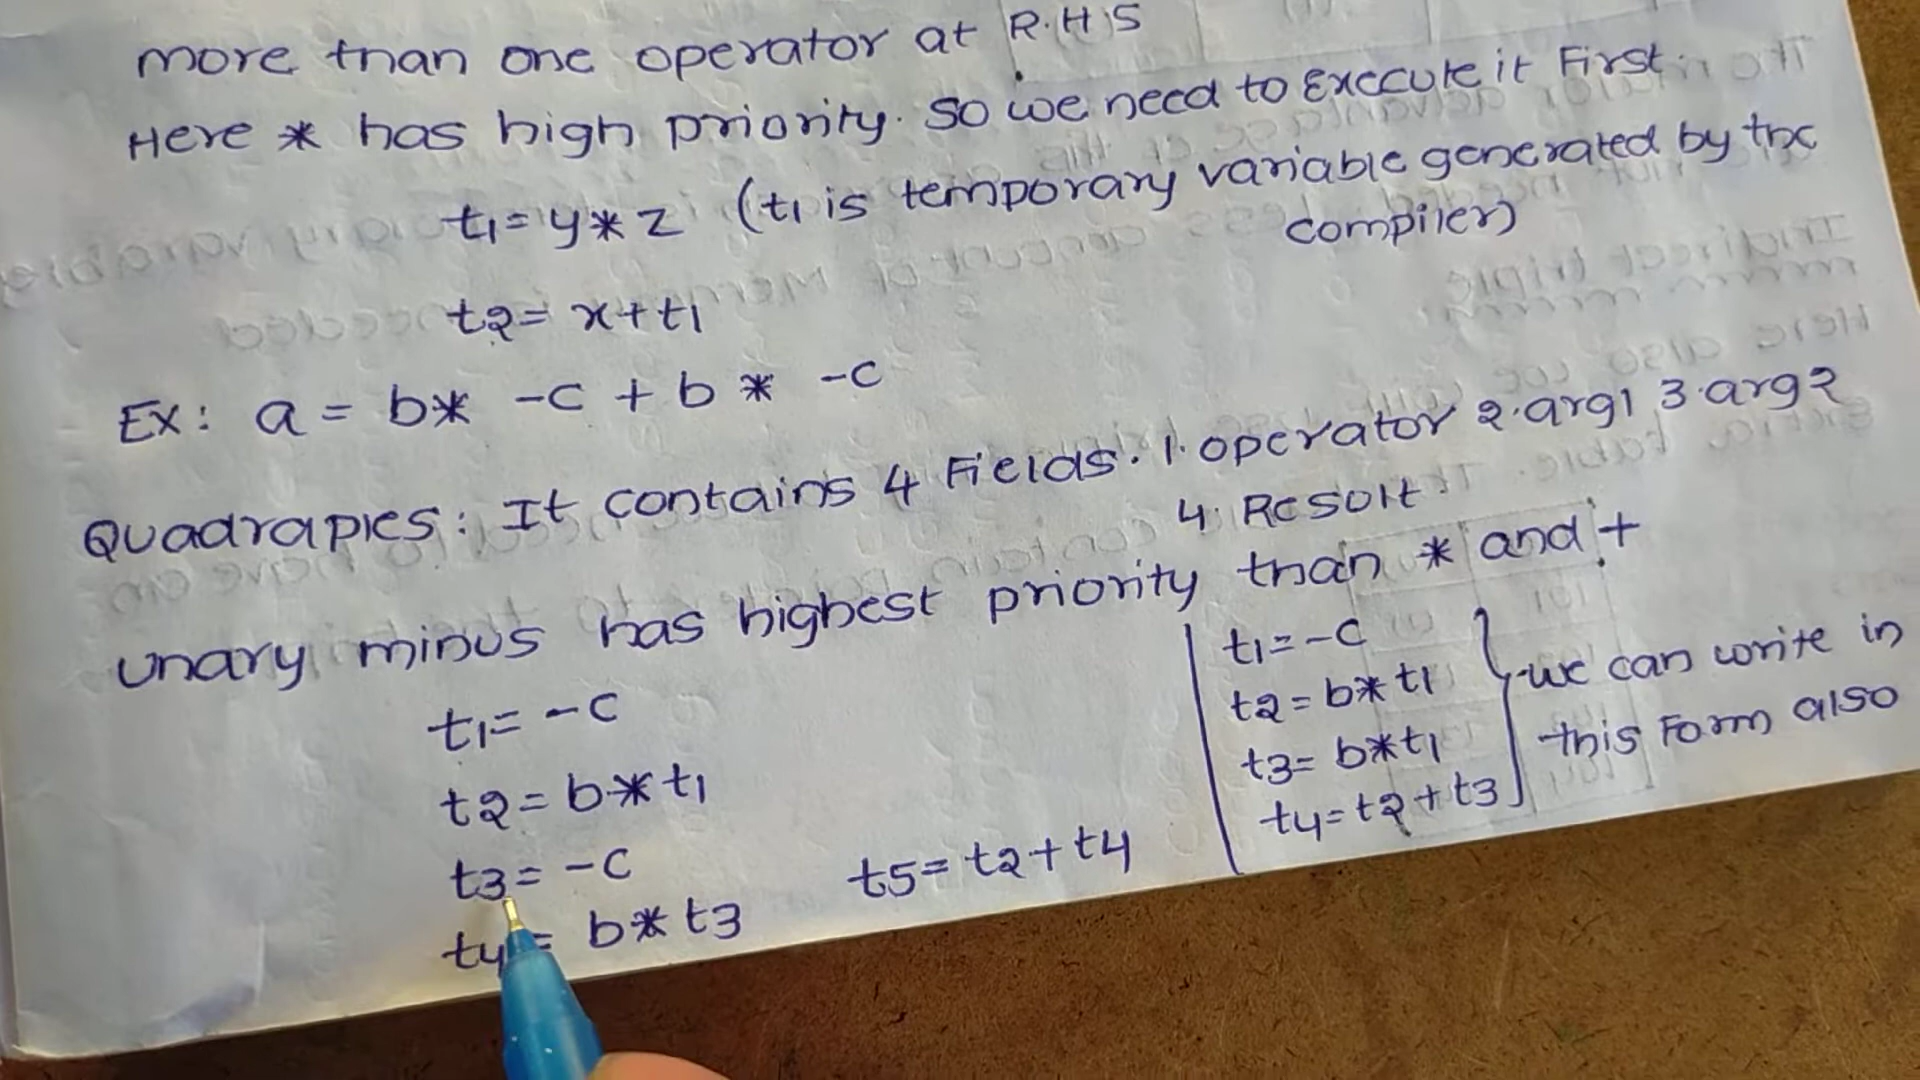 more than one operator at R.H.S
Here * has high priority. So we need to Execute it First.
t1 = y * z (t1 is temporary variable generated by the
compiler)
t2 = x + t1
Ex: a = b * -c + b * -c
Quadraples: It contains 4 Fields. 1. operator 2. arg1 3. arg2
4. Result.
unary minus has highest priority than * and +
t1 = -c
t2 = b * t1
t3 = -c
t4 = b * t3
t5 = t2 + t4
t1 = -c
t2 = b * t1
t3 = b * t1
t4 = t2 + t3
we can write in
this Form also